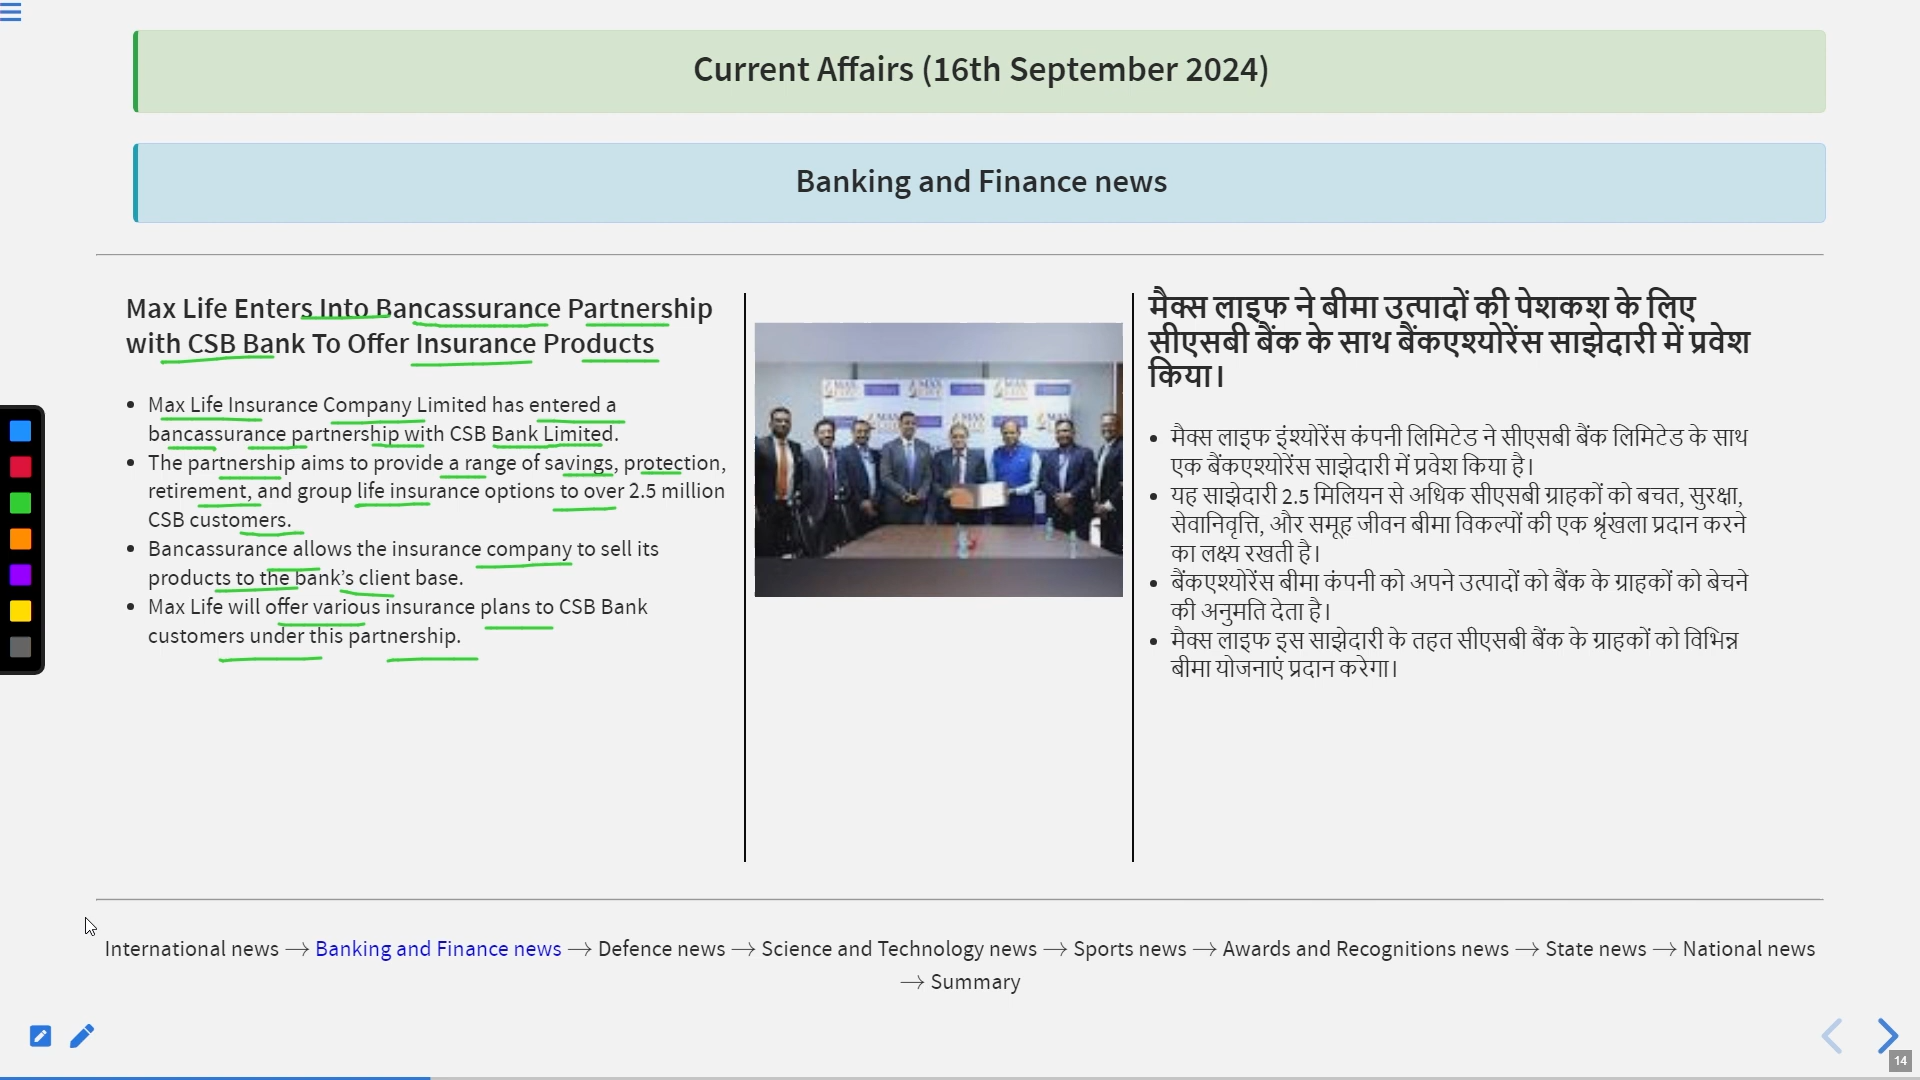 Current Affairs (16th September 2024)
Banking and Finance news
Max Life Enters Into Bancassurance Partnership
with CSB Bank To Offer Insurance Products
• Max Life Insurance Company Limited has entered a
bancassurance partnership with CSB Bank Limited.
• The partnership aims to provide a range of savings, protection,
retirement, and group life insurance options to over 2.5 million
CSB customers.
• Bancassurance allows the insurance company to sell its
products to the bank’s client base.
• Max Life will offer various insurance plans to CSB Bank
customers under this partnership.
MAX MAX MAX
MAX MAX
मैक्स लाइफ ने बीमा उत्पादों की पेशकश के लिए
सीएसबी बैंक के साथ बैंकएश्योरेंस साझेदारी में प्रवेश
किया।
• मैक्स लाइफ इंश्योरेंस कंपनी लिमिटेड ने सीएसबी बैंक लिमिटेड के साथ
एक बैंकएश्योरेंस साझेदारी में प्रवेश किया है।
• यह साझेदारी 2.5 मिलियन से अधिक सीएसबी ग्राहकों को बचत, सुरक्षा,
सेवानिवृत्ति, और समूह जीवन बीमा विकल्पों की एक श्रृंखला प्रदान करने
का लक्ष्य रखती है।
• बैंकएश्योरेंस बीमा कंपनी को अपने उत्पादों को बैंक के ग्राहकों को बेचने
की अनुमति देता है।
• मैक्स लाइफ इस साझेदारी के तहत सीएसबी बैंक के ग्राहकों को विभिन्न
बीमा योजनाएं प्रदान करेगा।
International news → Banking and Finance news → Defence news → Science and Technology news → Sports news → Awards and Recognitions news → State news → National news
→ Summary
14